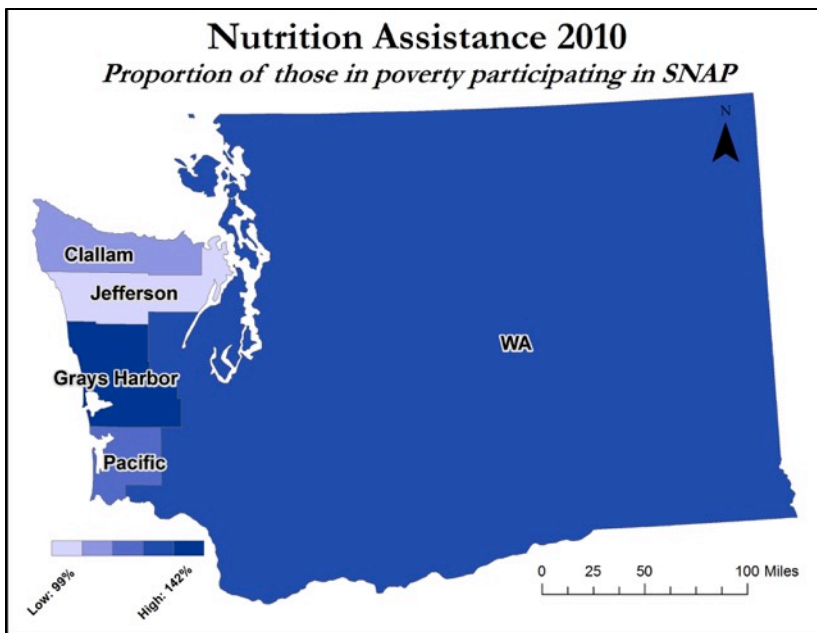 Nutrition Assistance 2010
Proportion of those in poverty participating in SNAP
N
Clallam
Jefferson
WA
Grays Harbor
Pacific
Low: 99%
High: 142%
0 25 50 100 Miles